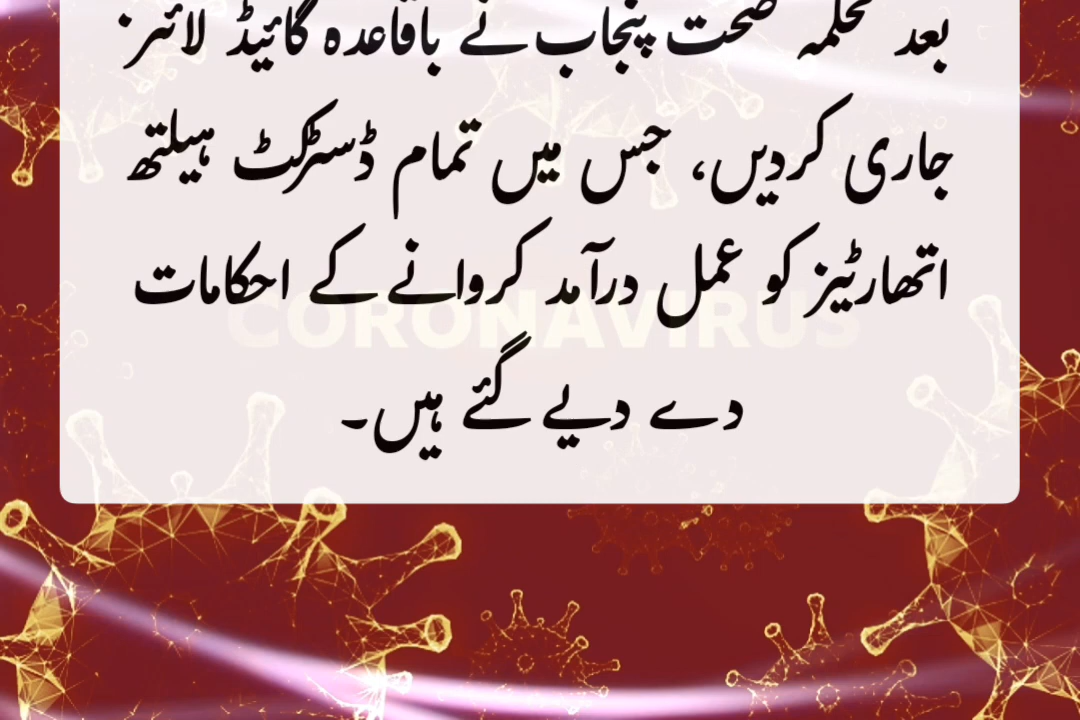 بعد محکمہ صحت پنجاب نے باقاعدہ گائیڈ لائنز
جاری کردیں، جس میں تمام ڈسٹرکٹ ہیلتھ
اتھارٹیز کو عمل درآمد کروانے کے احکامات
CORONAVIRUS
دے دیے گئے ہیں۔